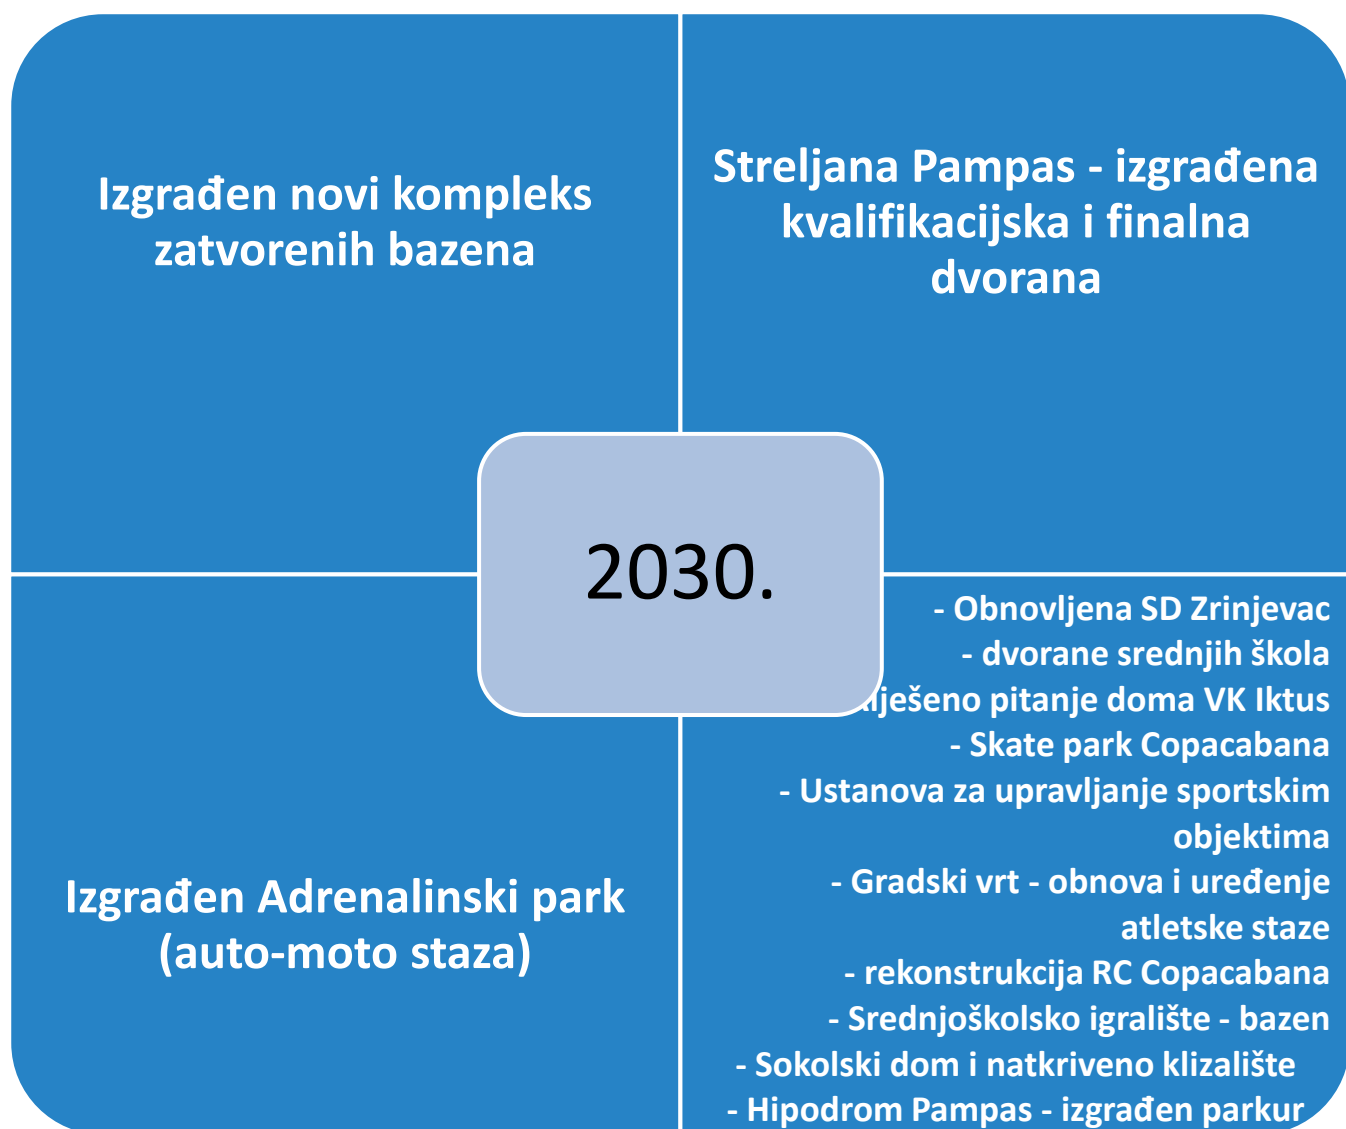 Izgrađen novi kompleks
zatvorenih bazena
Streljana Pampas - izgrađena
kvalifikacijska i finalna
dvorana
2030.
Izgrađen Adrenalinski park
(auto-moto staza)
- Obnovljena SD Zrinjevac
- dvorane srednjih škola
pitanje doma VK Iktus
- Skate park Copacabana
- Ustanova za upravljanje sportskim
objektima
- Gradski vrt - obnova i uređenje
atletske staze
- rekonstrukcija RC Copacabana
- Srednjoškolsko igralište - bazen
- Sokolski dom i natkriveno klizalište
- Hipodrom Pampas - izgrađen parkur